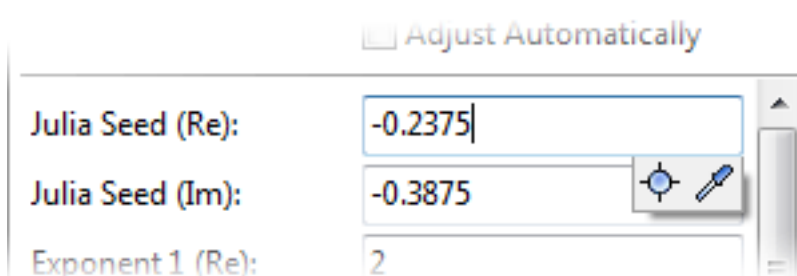 Adjust Automatically
Julia Seed (Re): -0.2375
Julia Seed (Im): -0.3875
Exponent 1 (Re): 2